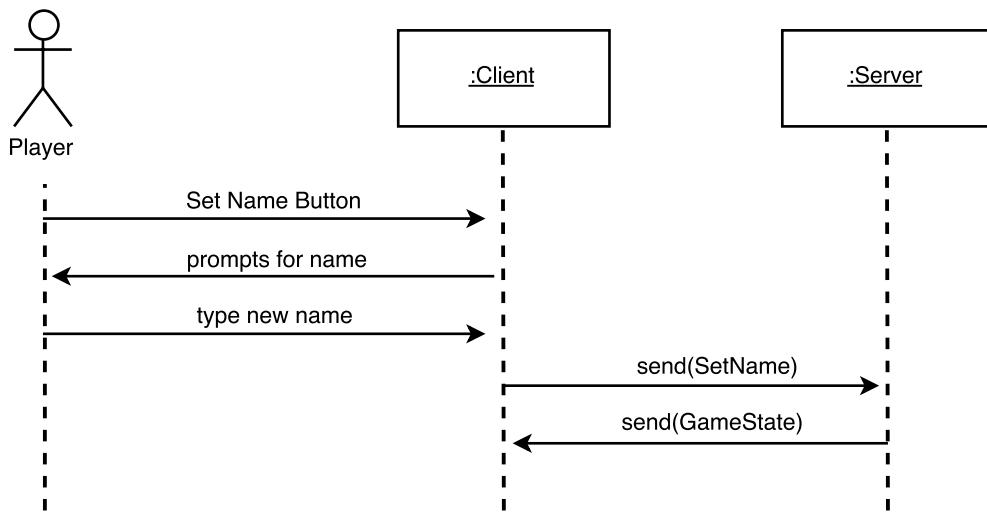 :Client
:Server
Player
Set Name Button
prompts for name
type new name
send(SetName)
send(GameState)